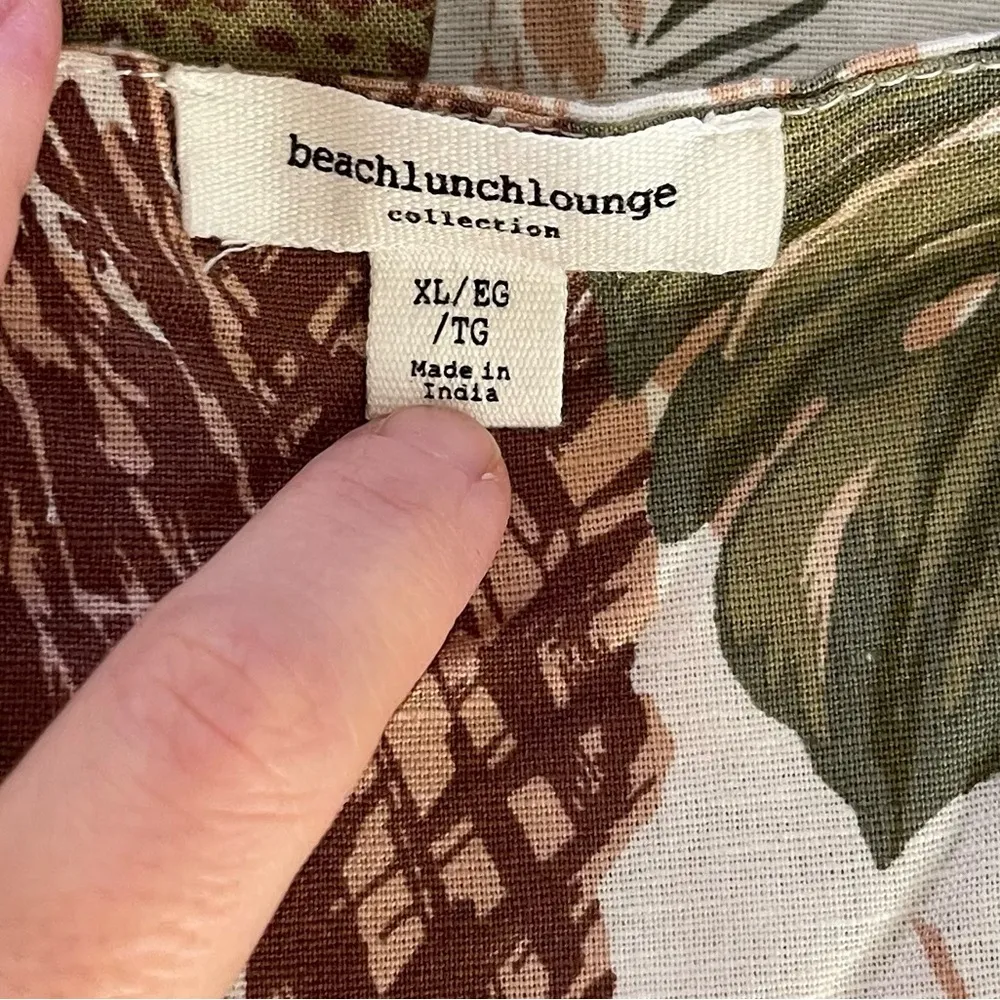 beachlunchlounge
collection
XL/EG
/TG
Made in
India